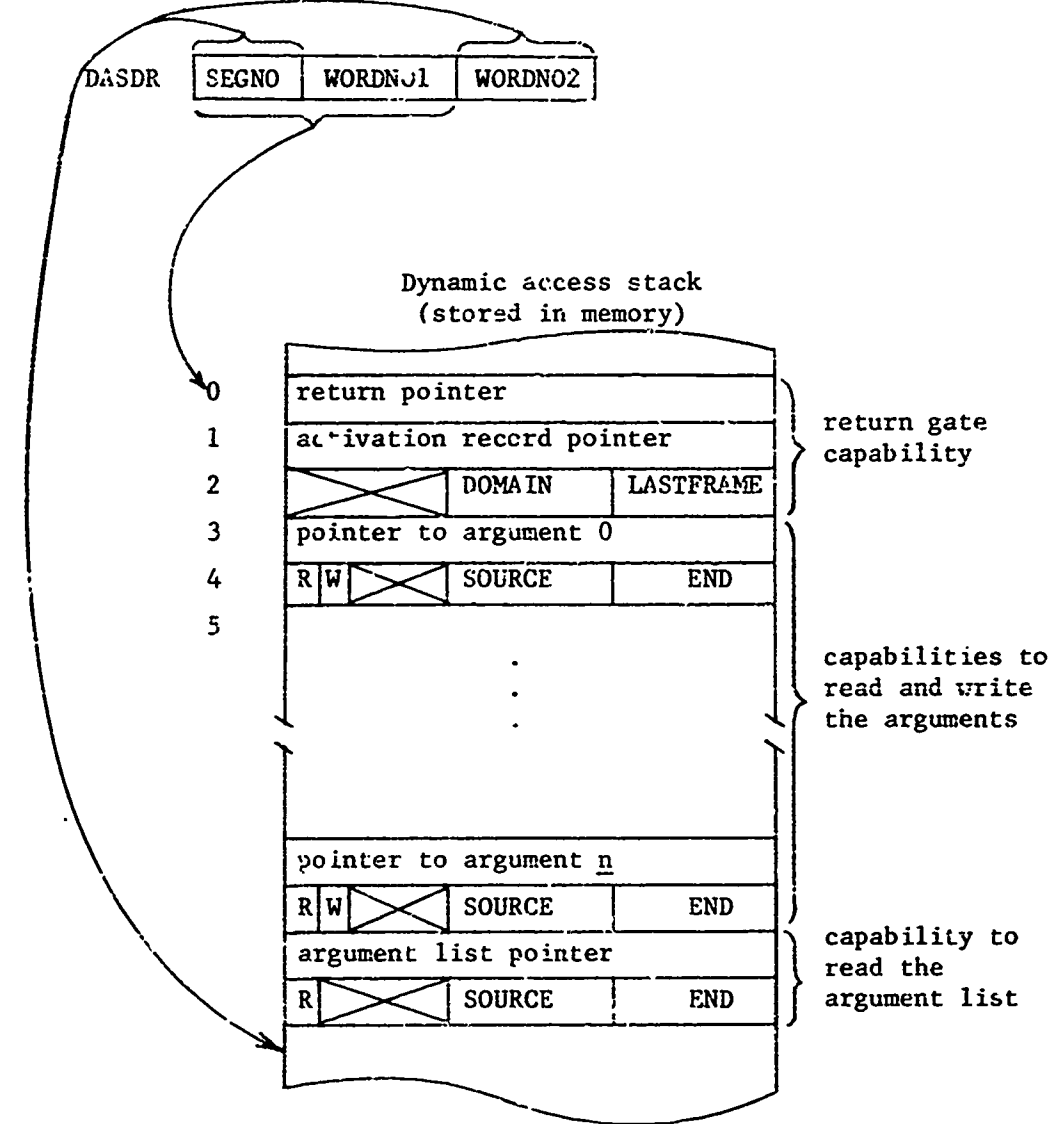 DASDR SEGNO WORDNO1 WORDNO2
Dynamic access stack
(stored in memory)
0 return pointer
1 activation record pointer
return gate
capability
2 DOMAIN LASTFRAME
3 pointer to argument 0
4 R W SOURCE END
5
.
.
.
capabilities to
read and write
the arguments
pointer to argument n
R W SOURCE END
argument list pointer
R SOURCE END
capability to
read the
argument list